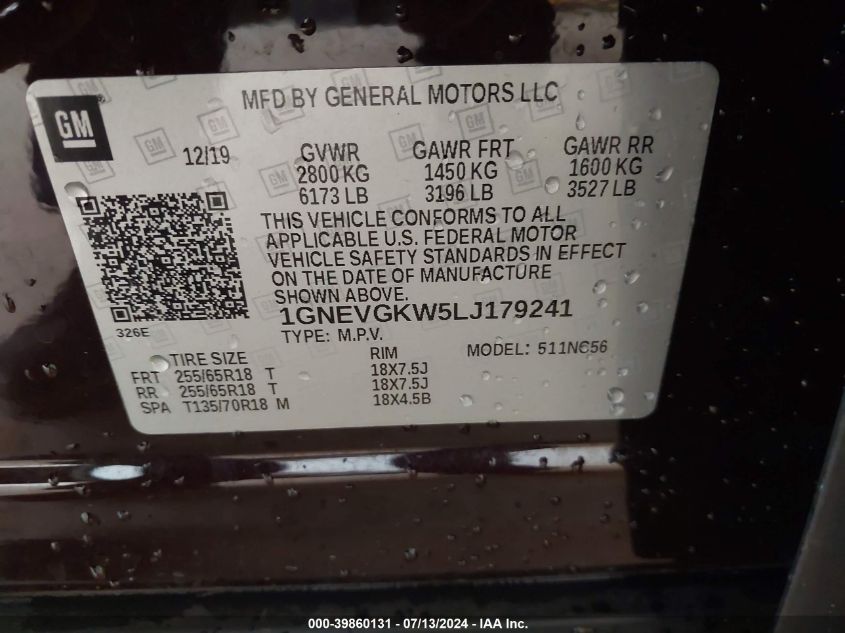 GM
MFD BY GENERAL MOTORS LLC
12/19 GVWR GAWR FRT GAWR RR
2800 KG 1450 KG 1600 KG
6173 LB 3196 LB 3527 LB
THIS VEHICLE CONFORMS TO ALL
APPLICABLE U.S. FEDERAL MOTOR
VEHICLE SAFETY STANDARDS IN EFFECT
ON THE DATE OF MANUFACTURE
SHOWN ABOVE.
326E
1GNEVGKW5LJ179241
TYPE: M.P.V.
TIRE SIZE RIM MODEL: 511NC56
FRT 255/65R18 T 18X7.5J
RR 255/65R18 T 18X7.5J
SPA T135/70R18 M 18X4.5B
000-39860131 - 07/13/2024 - IAA Inc.